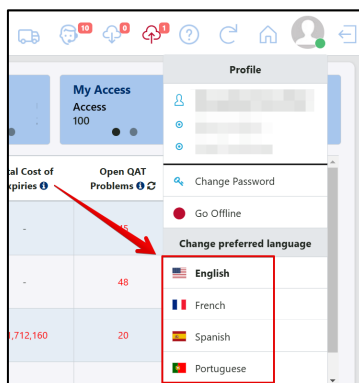 10
0
1
?
Profile
My Access
Access
100
tal Cost of
xpiries
Open QAT
Problems
Change Password
Go Offline
Change preferred language
-
English
-
48
French
1,712,160
20
Spanish
Portuguese